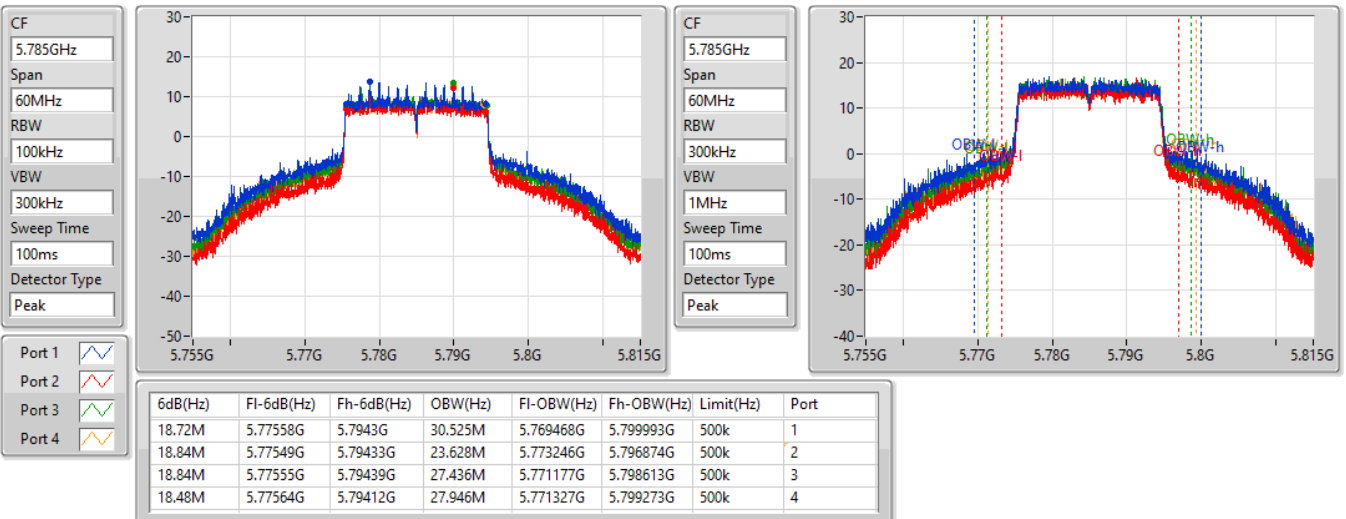 CF
5.785GHz
Span
60MHz
RBW
100kHz
VBW
300kHz
Sweep Time
100ms
Detector Type
Peak
30
20
10
0
-10
-20
-30
-40
-50
5.755G 5.77G 5.78G 5.79G 5.8G 5.815G
CF
5.785GHz
Span
60MHz
RBW
300kHz
VBW
1MHz
Sweep Time
100ms
Detector Type
Peak
30
20
10
0
-10
-20
-30
-40
OBW-l
OBW-h
OBW-h
5.755G 5.77G 5.78G 5.79G 5.8G 5.815G
Port 1
Port 2
Port 3
Port 4
6dB(Hz) Fl-6dB(Hz) Fh-6dB(Hz) OBW(Hz) Fl-OBW(Hz) Fh-OBW(Hz) Limit(Hz) Port
18.72M 5.77558G 5.7943G 30.525M 5.769468G 5.799993G 500k 1
18.84M 5.77549G 5.79433G 23.628M 5.773246G 5.796874G 500k 2
18.84M 5.77555G 5.79439G 27.436M 5.771177G 5.798613G 500k 3
18.48M 5.77564G 5.79412G 27.946M 5.771327G 5.799273G 500k 4